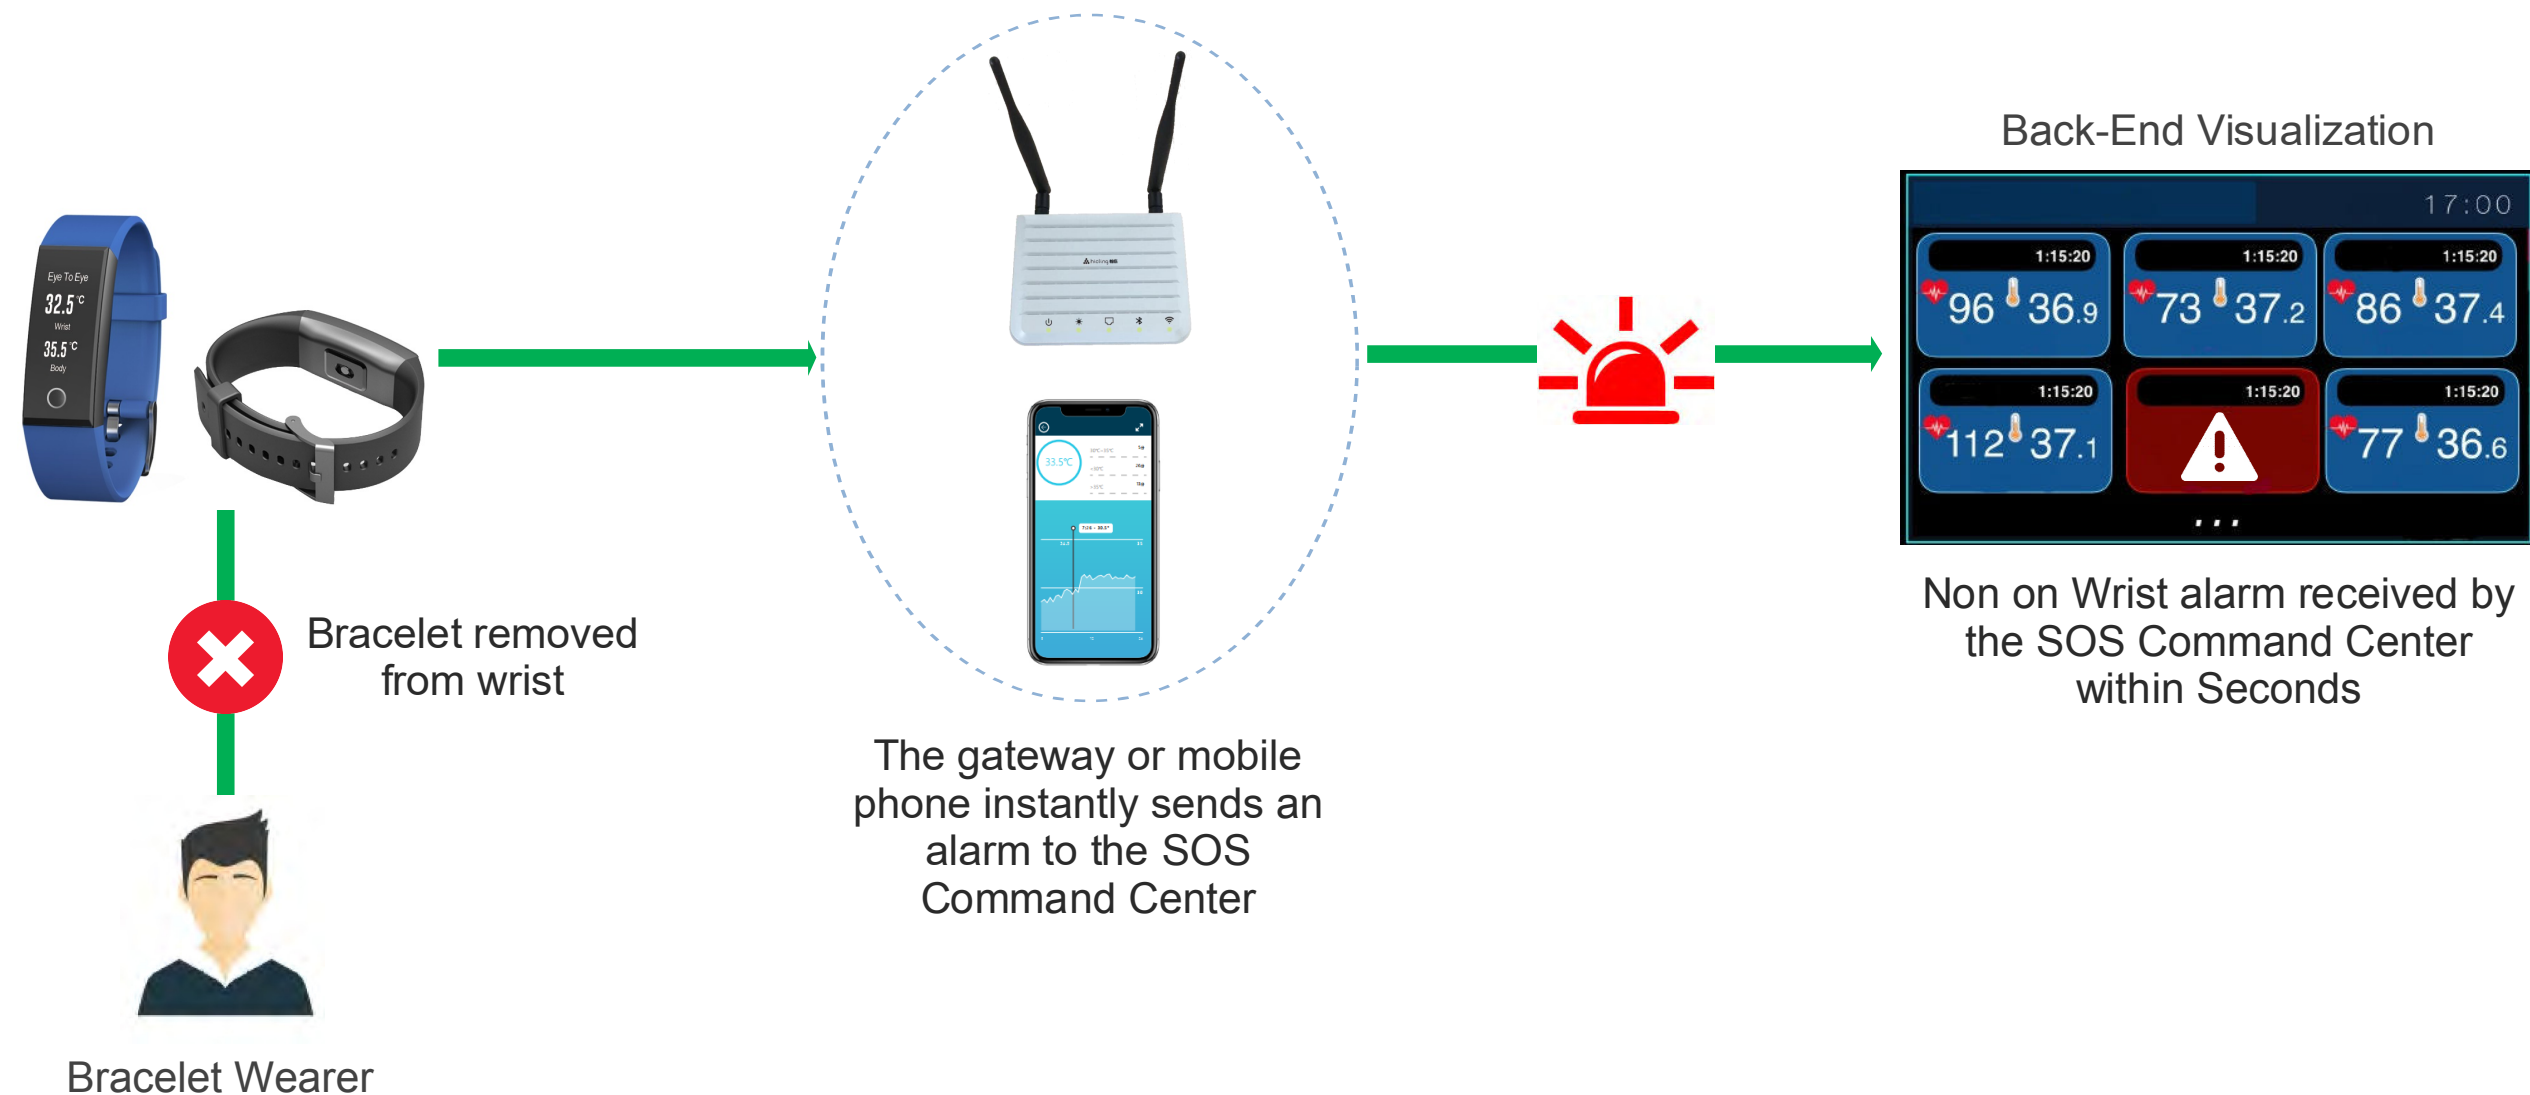 Back-End Visualization
17:00
1:15:20
1:15:20
1:15:20
96 36.9
73 37.2
86 37.4
1:15:20
1:15:20
1:15:20
112 37.1
77 36.6
...
Non on Wrist alarm received by
the SOS Command Center
within Seconds
Eye To Eye
32.5 °C
Wrist
35.5 °C
Body
33.5°C
Bracelet removed
from wrist
The gateway or mobile
phone instantly sends an
alarm to the SOS
Command Center
Bracelet Wearer